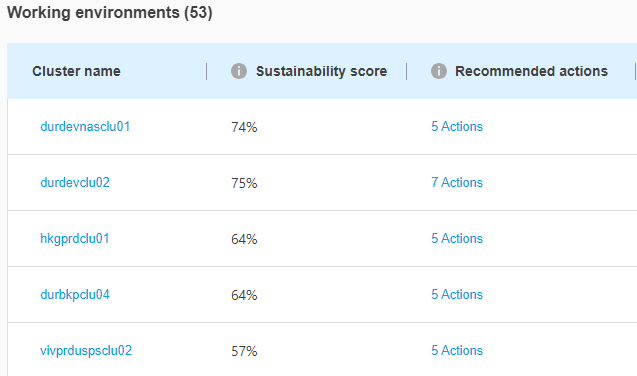 Working environments (53)
Cluster name Sustainability score Recommended actions
durdevnasclu01 74% 5 Actions
durdevclu02 75% 7 Actions
hkgprdclu01 64% 5 Actions
durbkpclu04 64% 5 Actions
vivprduspsclu02 57% 5 Actions